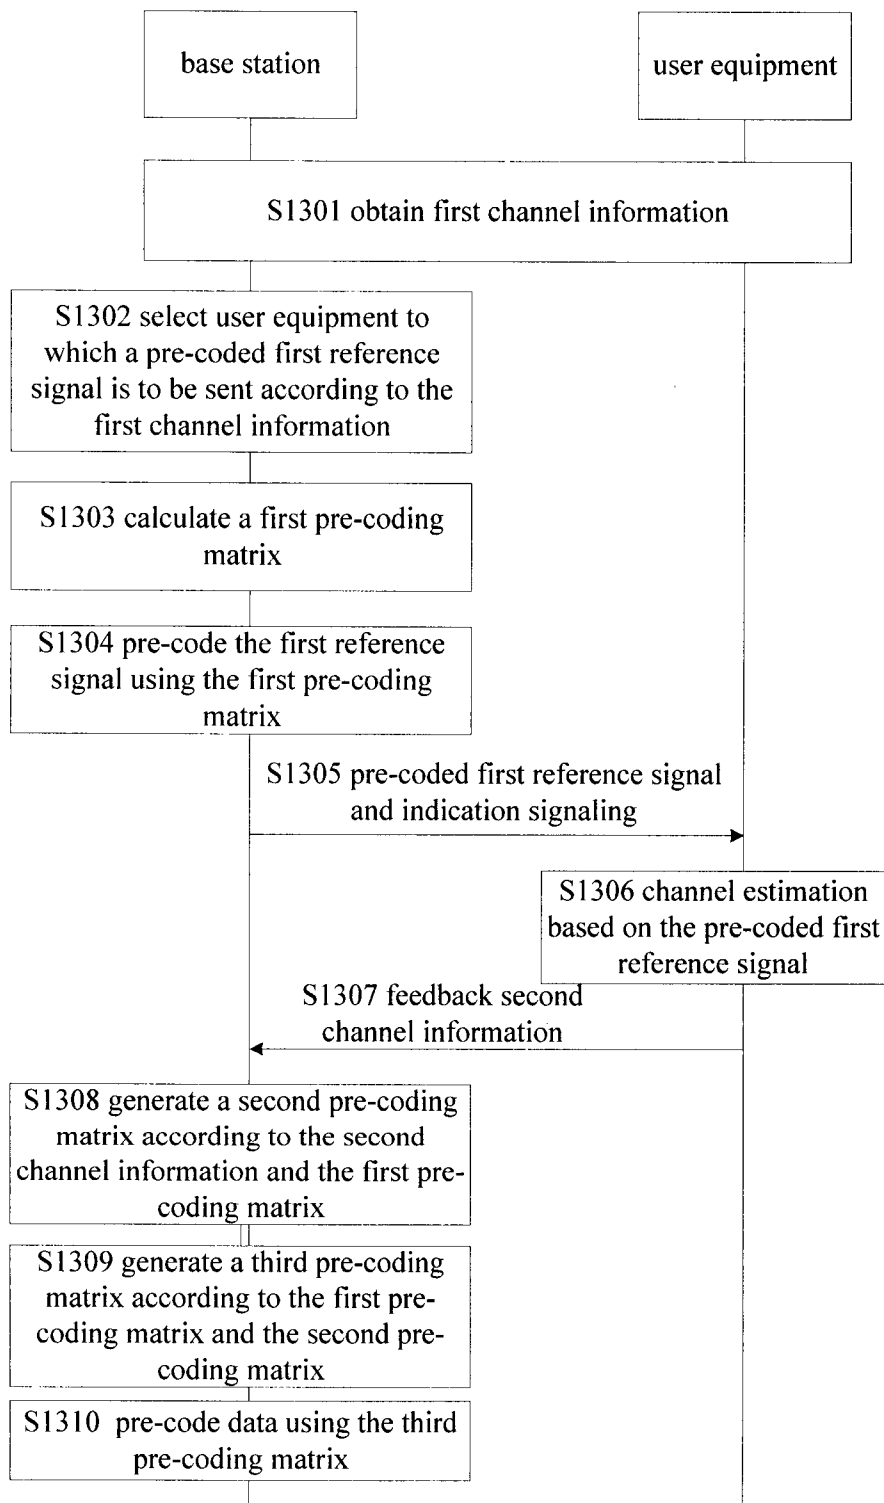 base station
user equipment
S1301 obtain first channel information
S1302 select user equipment to
which a pre-coded first reference
signal is to be sent according to the
first channel information
S1303 calculate a first pre-coding
matrix
S1304 pre-code the first reference
signal using the first pre-coding
matrix
S1305 pre-coded first reference signal
and indication signaling
S1306 channel estimation
based on the pre-coded first
reference signal
S1307 feedback second
channel information
S1308 generate a second pre-coding
matrix according to the second
channel information and the first pre-
coding matrix
S1309 generate a third pre-coding
matrix according to the first pre-
coding matrix and the second pre-
coding matrix
S1310 pre-code data using the third
pre-coding matrix